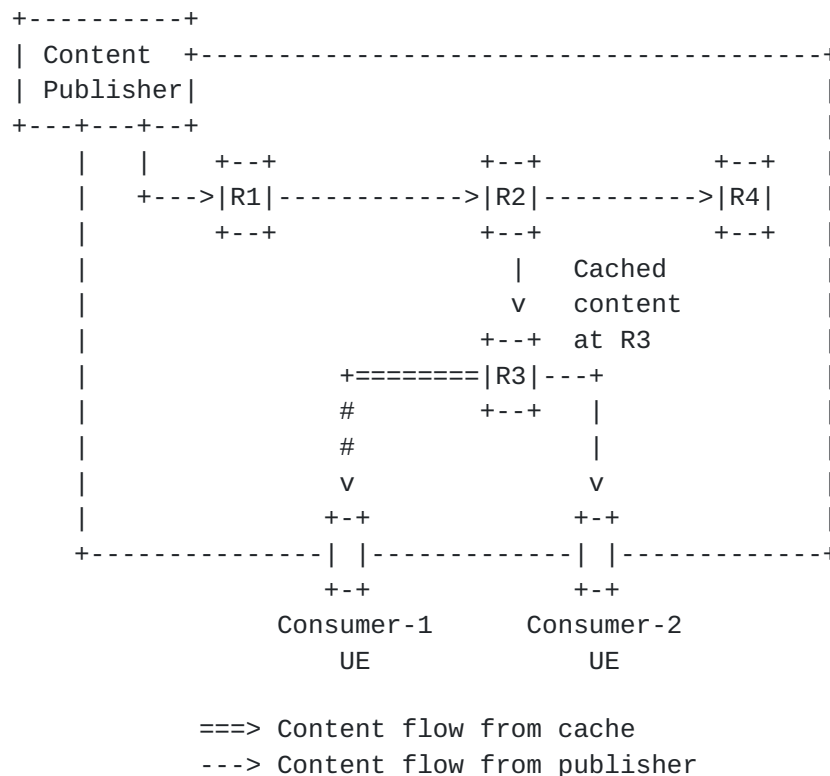 Content
Publisher
R1 R2 R4
Cached
content
at R3
R3
Consumer-1 Consumer-2
UE UE
===> Content flow from cache
---> Content flow from publisher